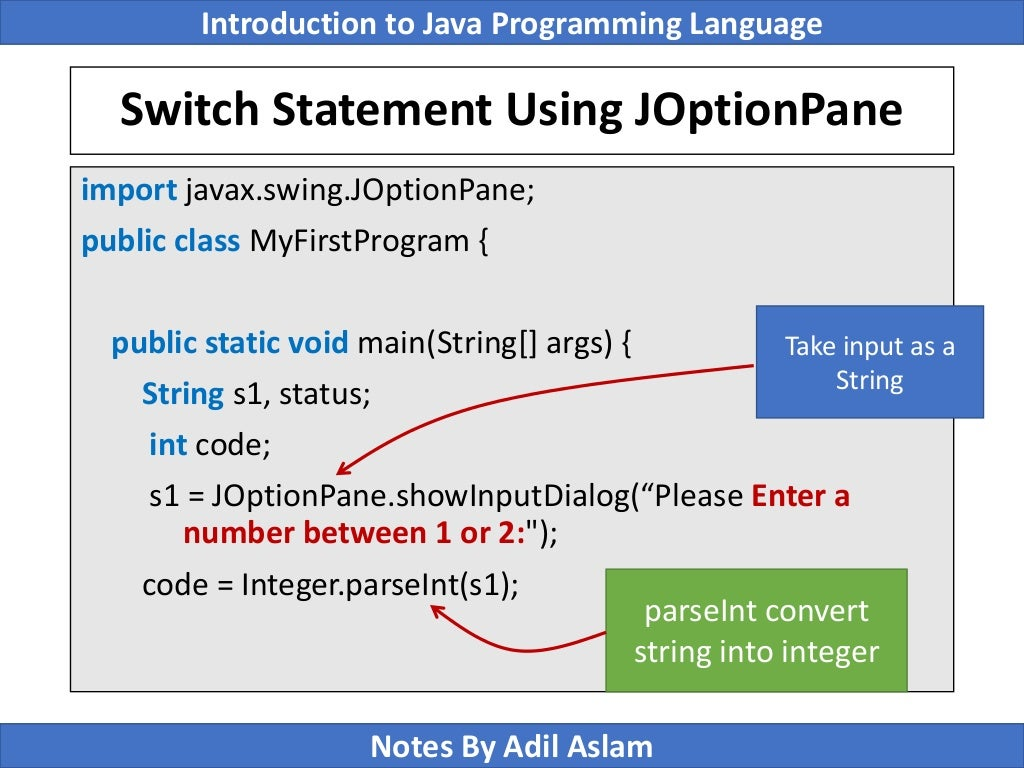 Introduction to Java Programming Language
Switch Statement Using JOptionPane
import javax.swing.JOptionPane;
public class MyFirstProgram {
public static void main(String[] args) {
Take input as a
String
String s1, status;
int code;
s1 = JOptionPane.showInputDialog(“Please Enter a
number between 1 or 2:");
code = Integer.parseInt(s1);
parseInt convert
string into integer
Notes By Adil Aslam